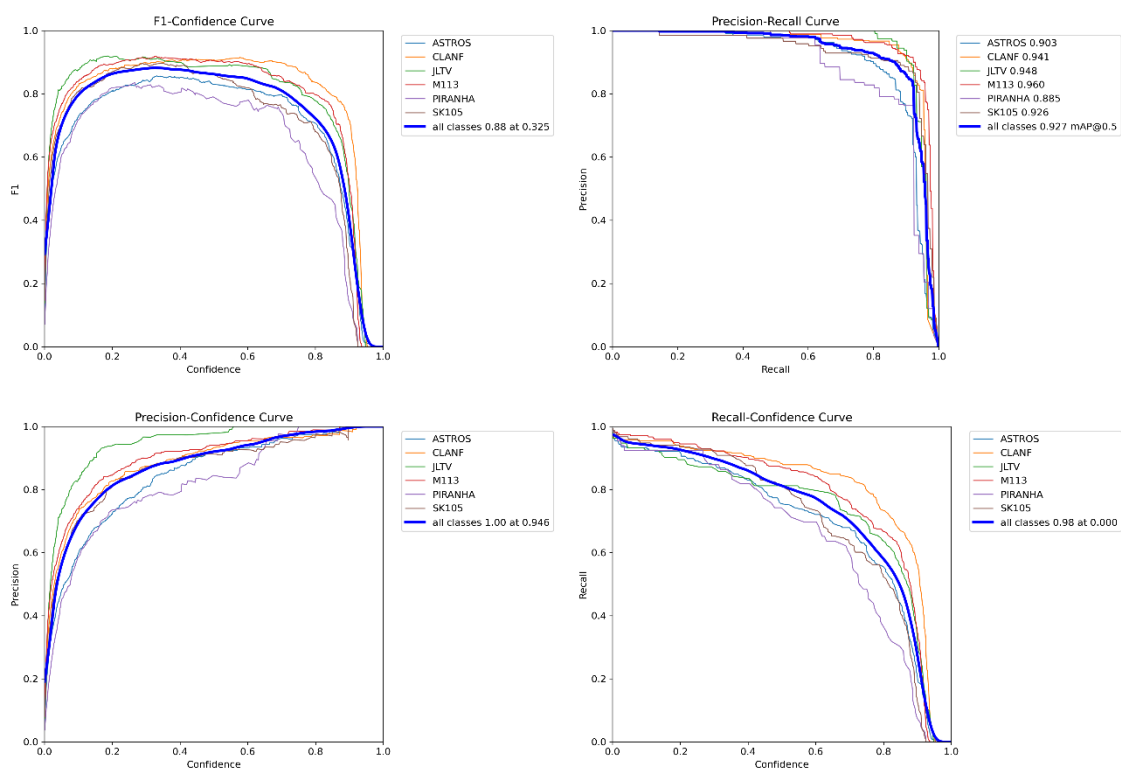 F1-Confidence Curve
1.0
0.8
0.6
0.4
0.2
0.0
F1
0.0 0.2 0.4 0.6 0.8 1.0
Confidence
ASTROS
CLANF
JLTV
M113
PIRANHA
SK105
all classes 0.88 at 0.325
Precision-Recall Curve
1.0
0.8
0.6
0.4
0.2
0.0
Precision
0.0 0.2 0.4 0.6 0.8 1.0
Recall
ASTROS 0.903
CLANF 0.941
JLTV 0.948
M113 0.960
PIRANHA 0.885
SK105 0.926
all classes 0.927 mAP@0.5
Precision-Confidence Curve
1.0
0.8
0.6
0.4
0.2
0.0
Precision
0.0 0.2 0.4 0.6 0.8 1.0
Confidence
ASTROS
CLANF
JLTV
M113
PIRANHA
SK105
all classes 1.00 at 0.946
Recall-Confidence Curve
1.0
0.8
0.6
0.4
0.2
0.0
Recall
0.0 0.2 0.4 0.6 0.8 1.0
Confidence
ASTROS
CLANF
JLTV
M113
PIRANHA
SK105
all classes 0.98 at 0.000